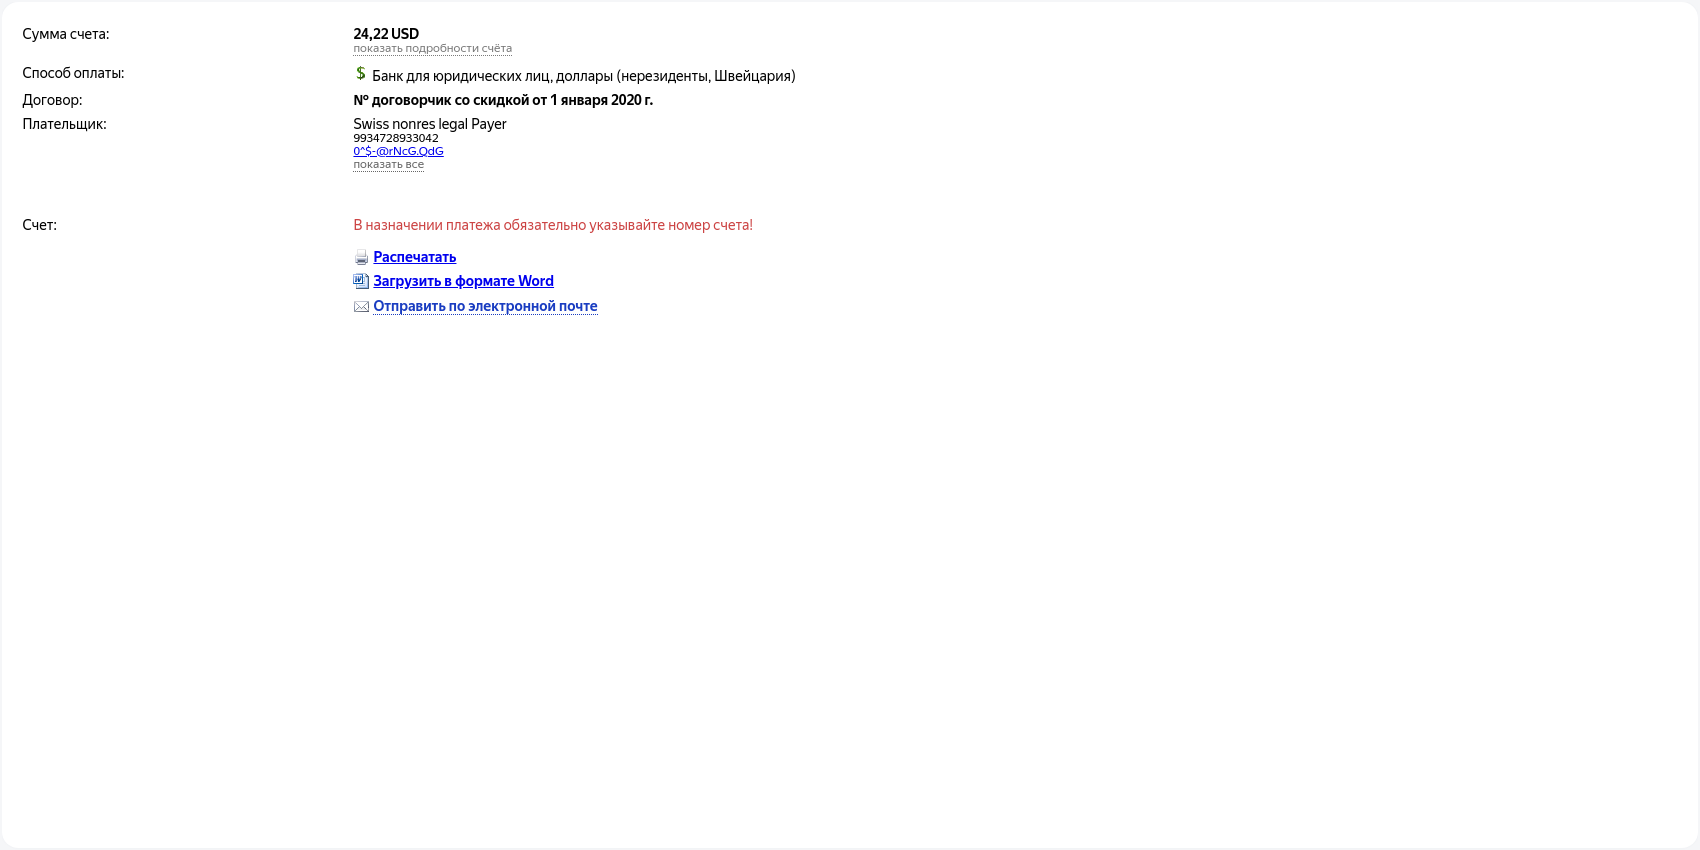 Сумма счета: 24,22 USD
показать подробности счёта
Способ оплаты: $ Банк для юридических лиц, доллары (нерезиденты, Швейцария)
Договор: № договорчик со скидкой от 1 января 2020 г.
Плательщик: Swiss nonres legal Payer
9934728933042
0^$-@rNcG.QdG
показать все
Счет: В назначении платежа обязательно указывайте номер счета!
Распечатать
Загрузить в формате Word
Отправить по электронной почте